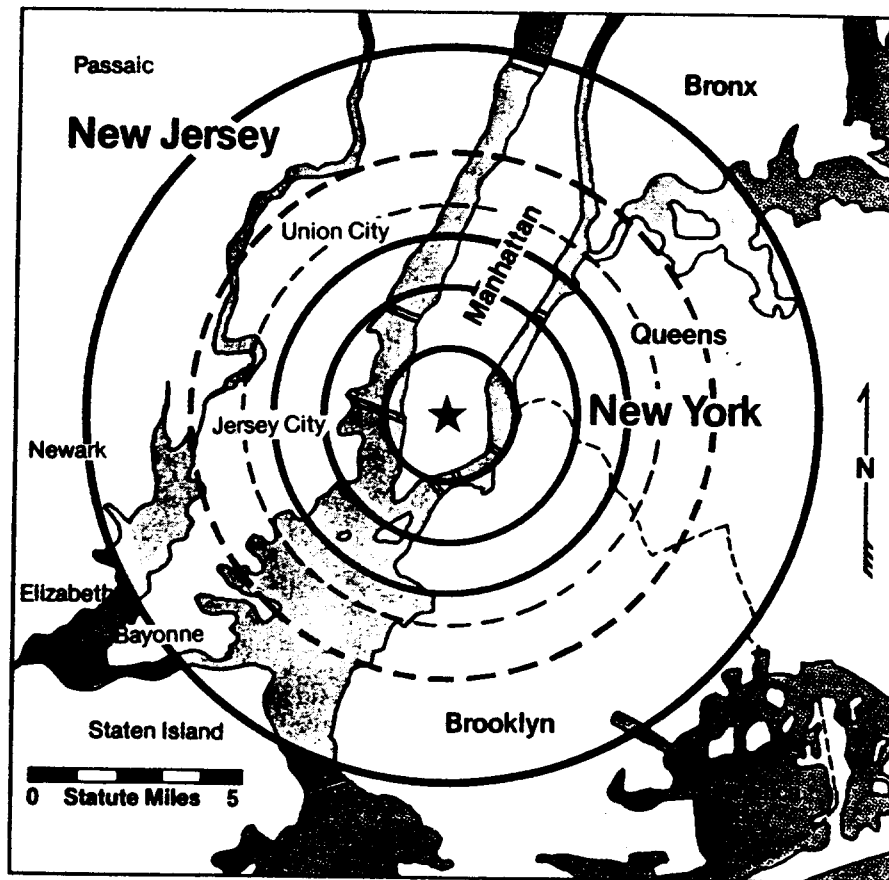 Passaic
Bronx
New Jersey
Union City
Manhattan
Queens
Jersey City
New York
Newark
N
Elizabeth
Bayonne
Brooklyn
Staten Island
0 Statute Miles 5